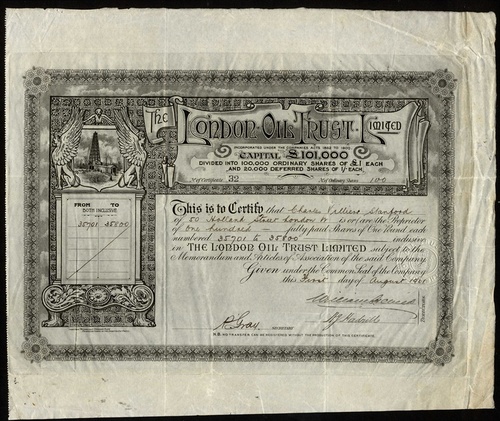 The London Oil Trust, Limited
INCORPORATED UNDER THE COMPANIES ACTS 1862 TO 1900
CAPITAL £101,000
DIVIDED INTO 100,000 ORDINARY SHARES OF £1 EACH
AND 20,000 DEFERRED SHARES OF 1/- EACH.
No of Certificate 32 No of Ordinary Shares 100
FROM TO
BOTH INCLUSIVE
35701 35800
This is to Certify that Charles Villiers Stanford
of 50 Holland Street London W. is or are the Proprietor
of One hundred fully paid Shares of One Pound each
numbered 35701 to 35800 inclusive
in THE LONDON OIL TRUST LIMITED subject to the
Memorandum and Articles of Association of the said Company
Given under the Common Seal of the Company
this First day of August 1901
Directors
R Gray SECRETARY
N.B. NO TRANSFER CAN BE REGISTERED WITHOUT THE PRODUCTION OF THIS CERTIFICATE.